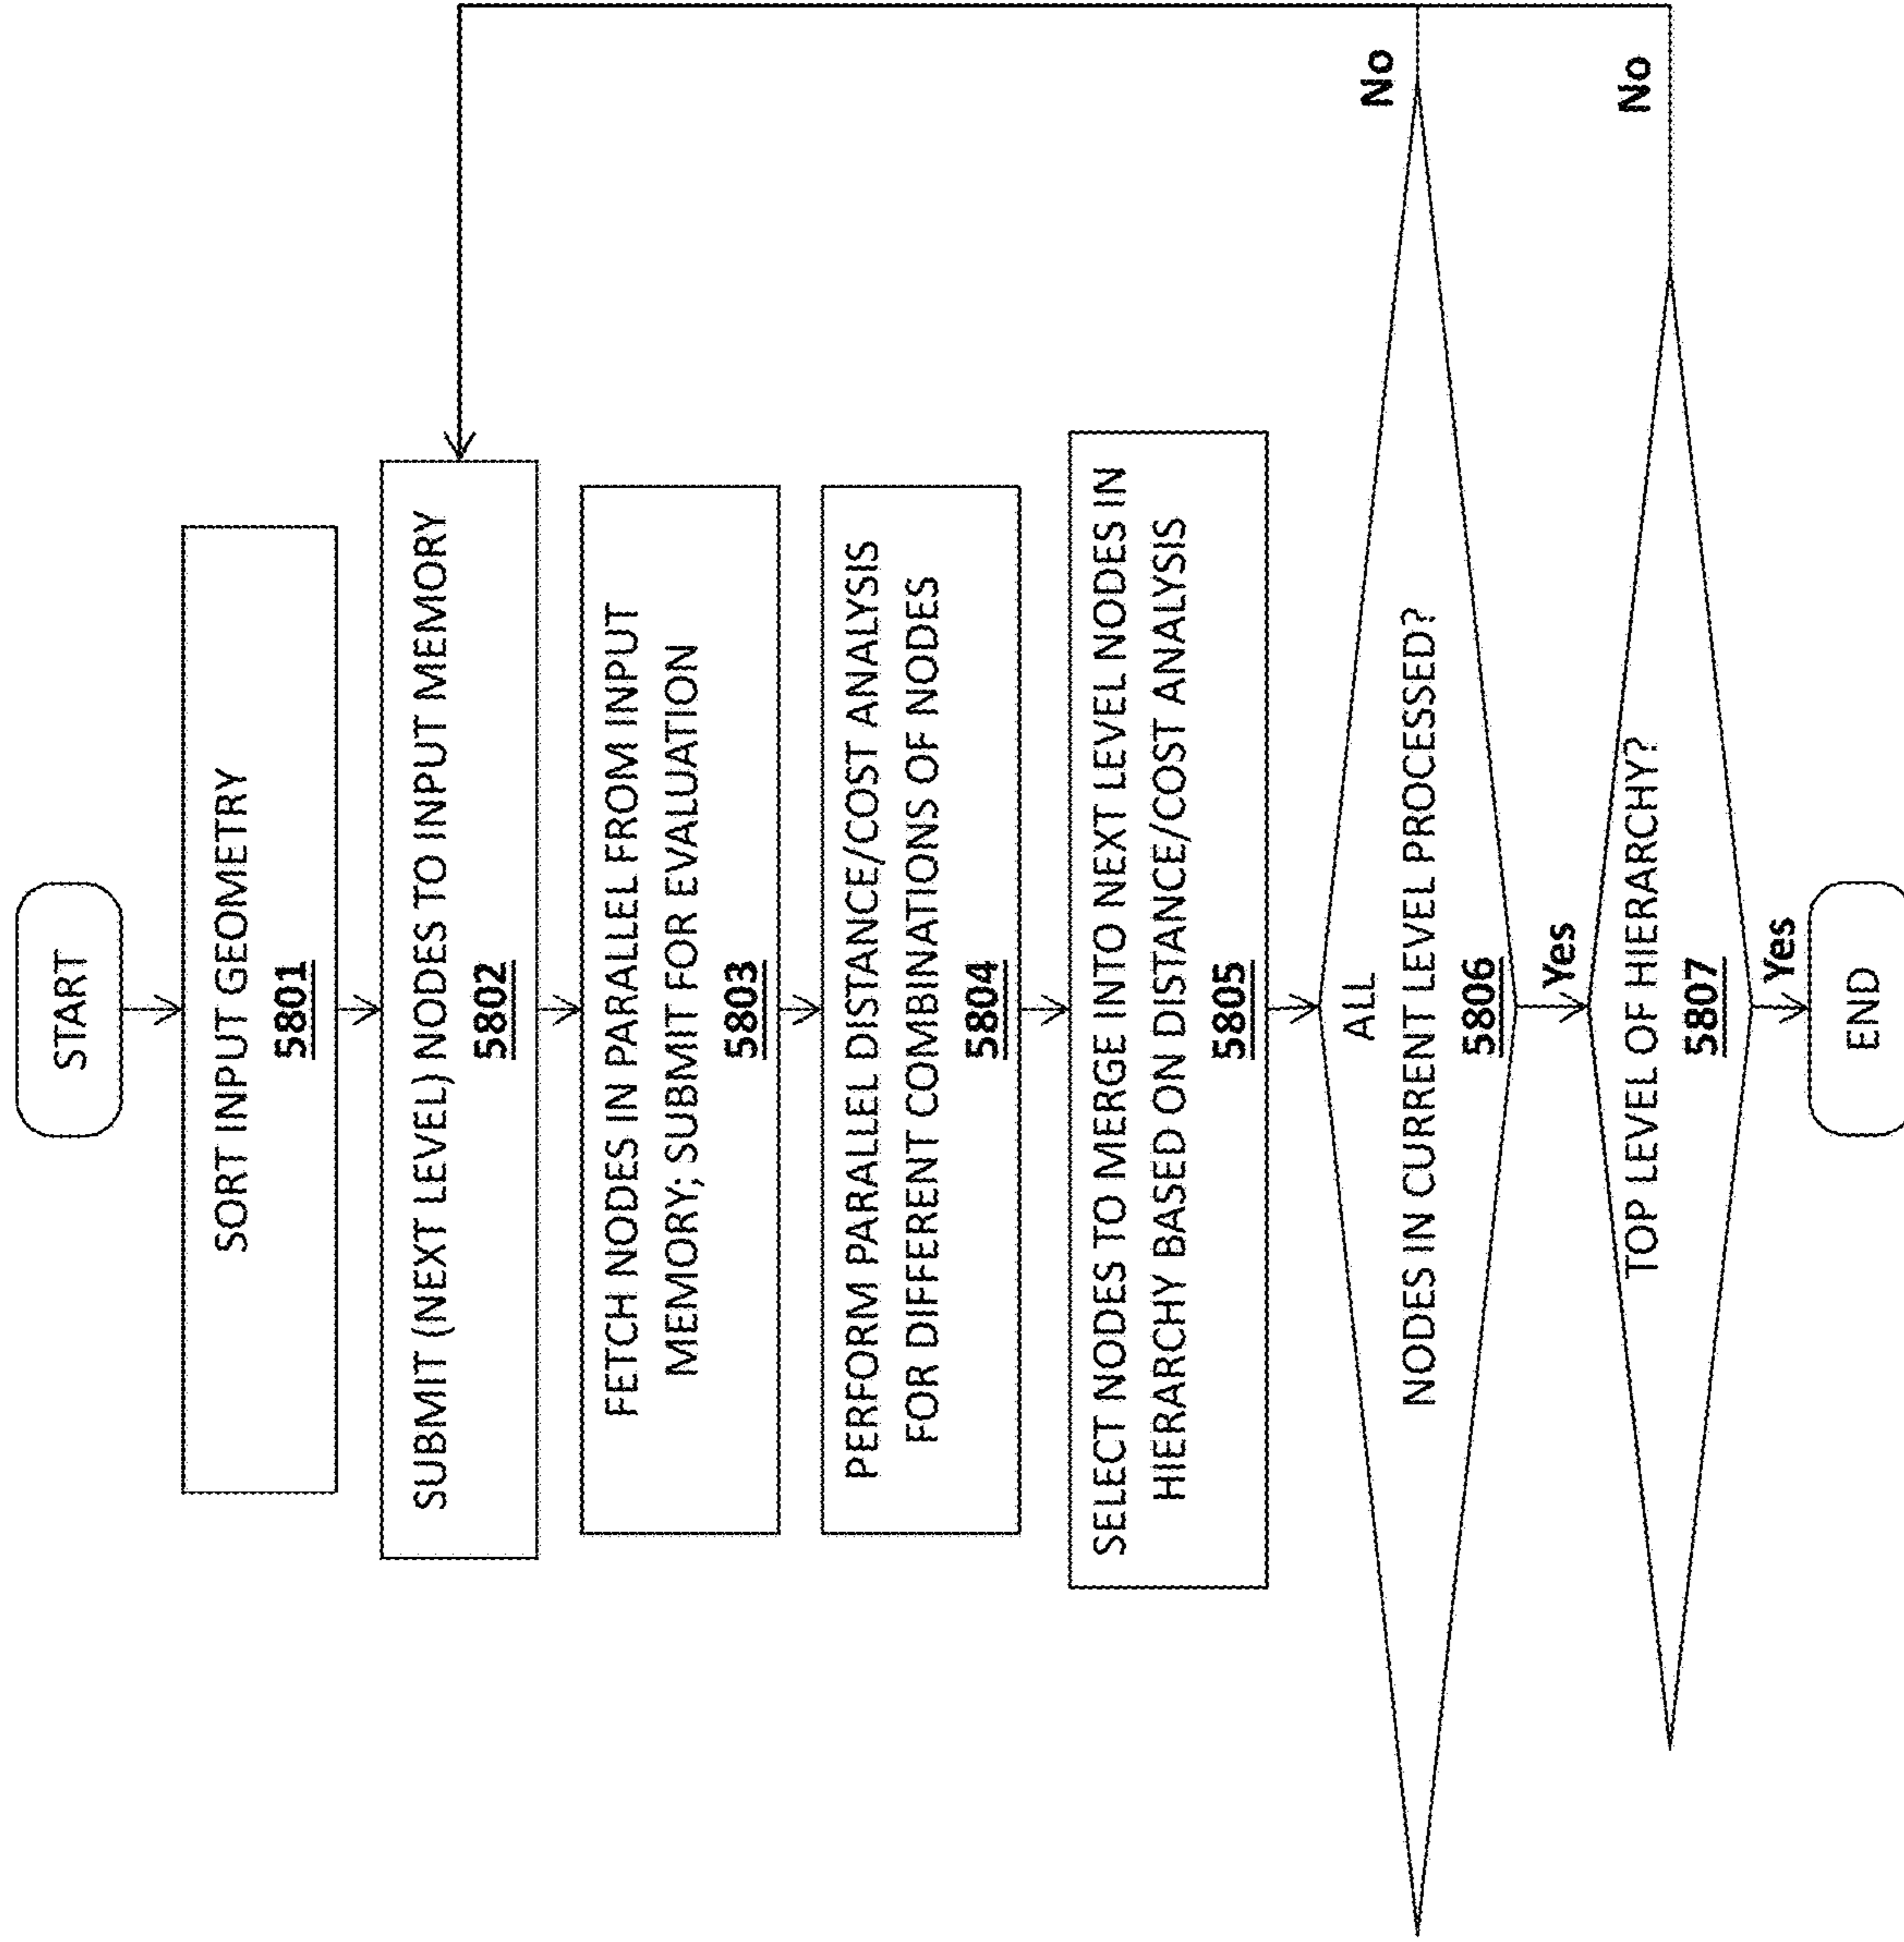 START
SORT INPUT GEOMETRY
5801
SUBMIT (NEXT LEVEL) NODES TO INPUT MEMORY
5802
FETCH NODES IN PARALLEL FROM INPUT
MEMORY; SUBMIT FOR EVALUATION
5803
PERFORM PARALLEL DISTANCE/COST ANALYSIS
FOR DIFFERENT COMBINATIONS OF NODES
5804
SELECT NODES TO MERGE INTO NEXT LEVEL NODES IN
HIERARCHY BASED ON DISTANCE/COST ANALYSIS
5805
ALL
No
NODES IN CURRENT LEVEL PROCESSED?
5806
Yes
No
TOP LEVEL OF HIERARCHY?
5807
Yes
END